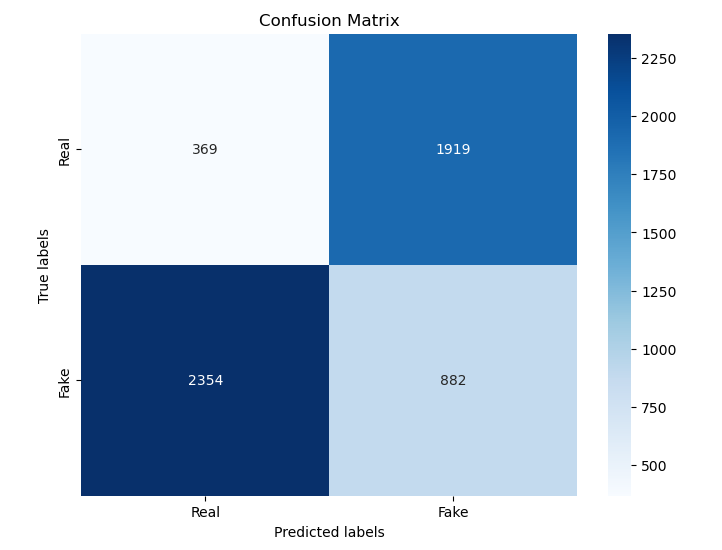 Confusion Matrix
True labels
Real
Fake
369
1919
2354
882
Real
Fake
Predicted labels
2250
2000
1750
1500
1250
1000
750
500